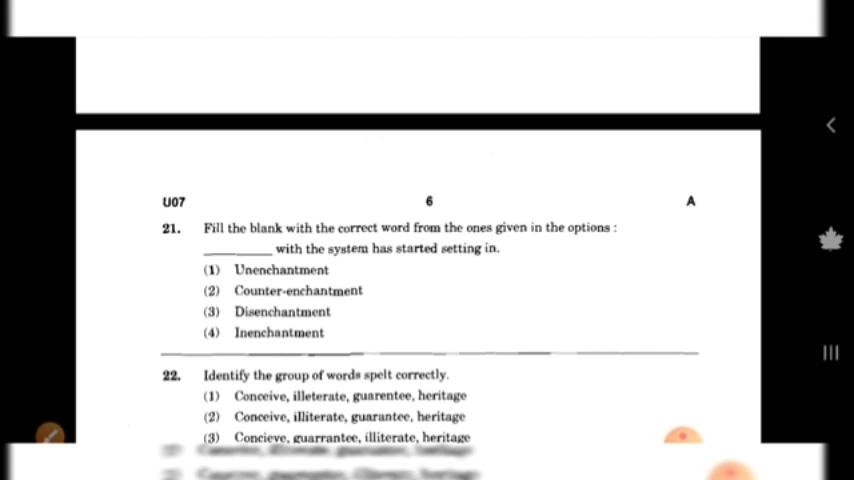 U07 6 A
21. Fill the blank with the correct word from the ones given in the options :
________ with the system has started setting in.
(1) Unenchantment
(2) Counter-enchantment
(3) Disenchantment
(4) Inenchantment
22. Identify the group of words spelt correctly.
(1) Conceive, illeterate, guarentee, heritage
(2) Conceive, illiterate, guarantee, heritage
(3) Concieve, guarrantee, illiterate, heritage